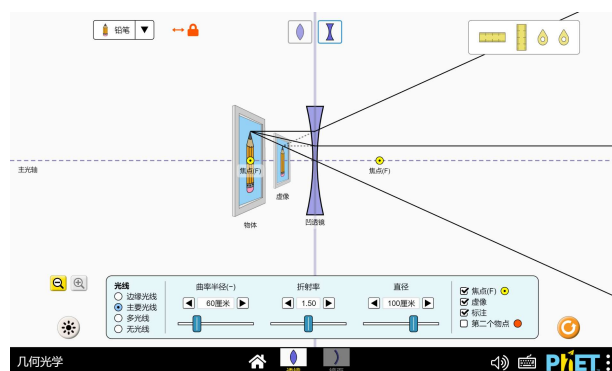 铅笔
主光轴
焦点(F)
焦点(F)
虚像
物体
凹透镜
光线
边缘光线
主要光线
多光线
无光线
曲率半径(-)
60厘米
折射率
1.50
直径
100厘米
焦点(F)
虚像
标注
第二个物点
几何光学
透镜
PhET